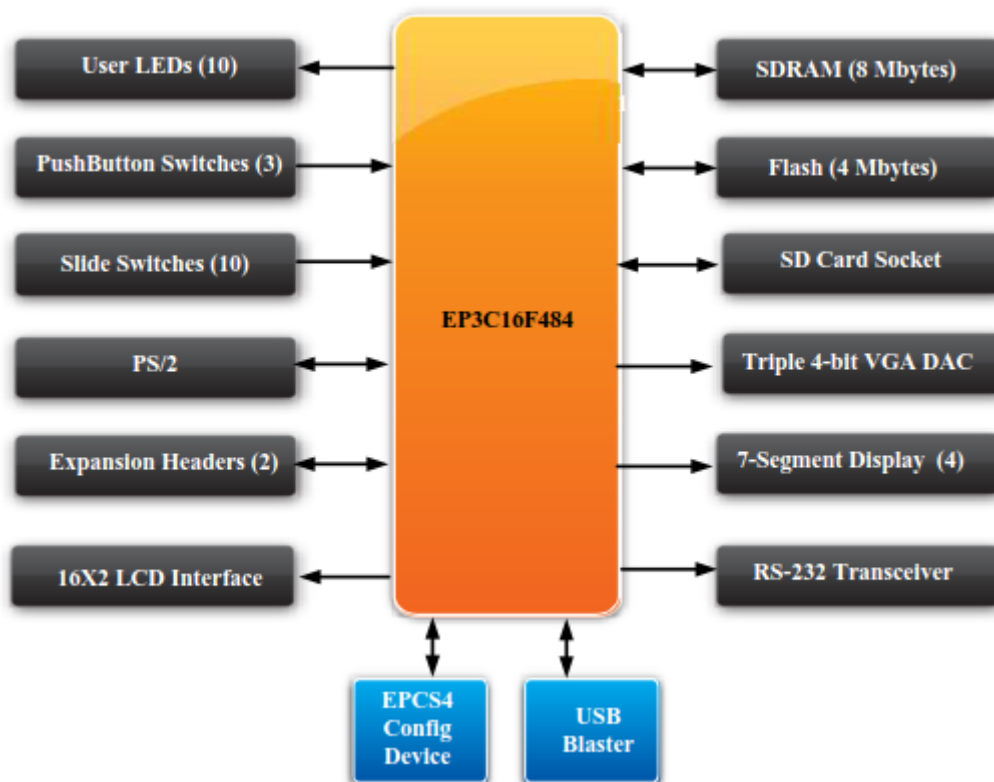 User LEDs (10)
PushButton Switches (3)
Slide Switches (10)
PS/2
Expansion Headers (2)
16X2 LCD Interface
EP3C16F484
SDRAM (8 Mbytes)
Flash (4 Mbytes)
SD Card Socket
Triple 4-bit VGA DAC
7-Segment Display (4)
RS-232 Transceiver
EPCS4
Config
Device
USB
Blaster